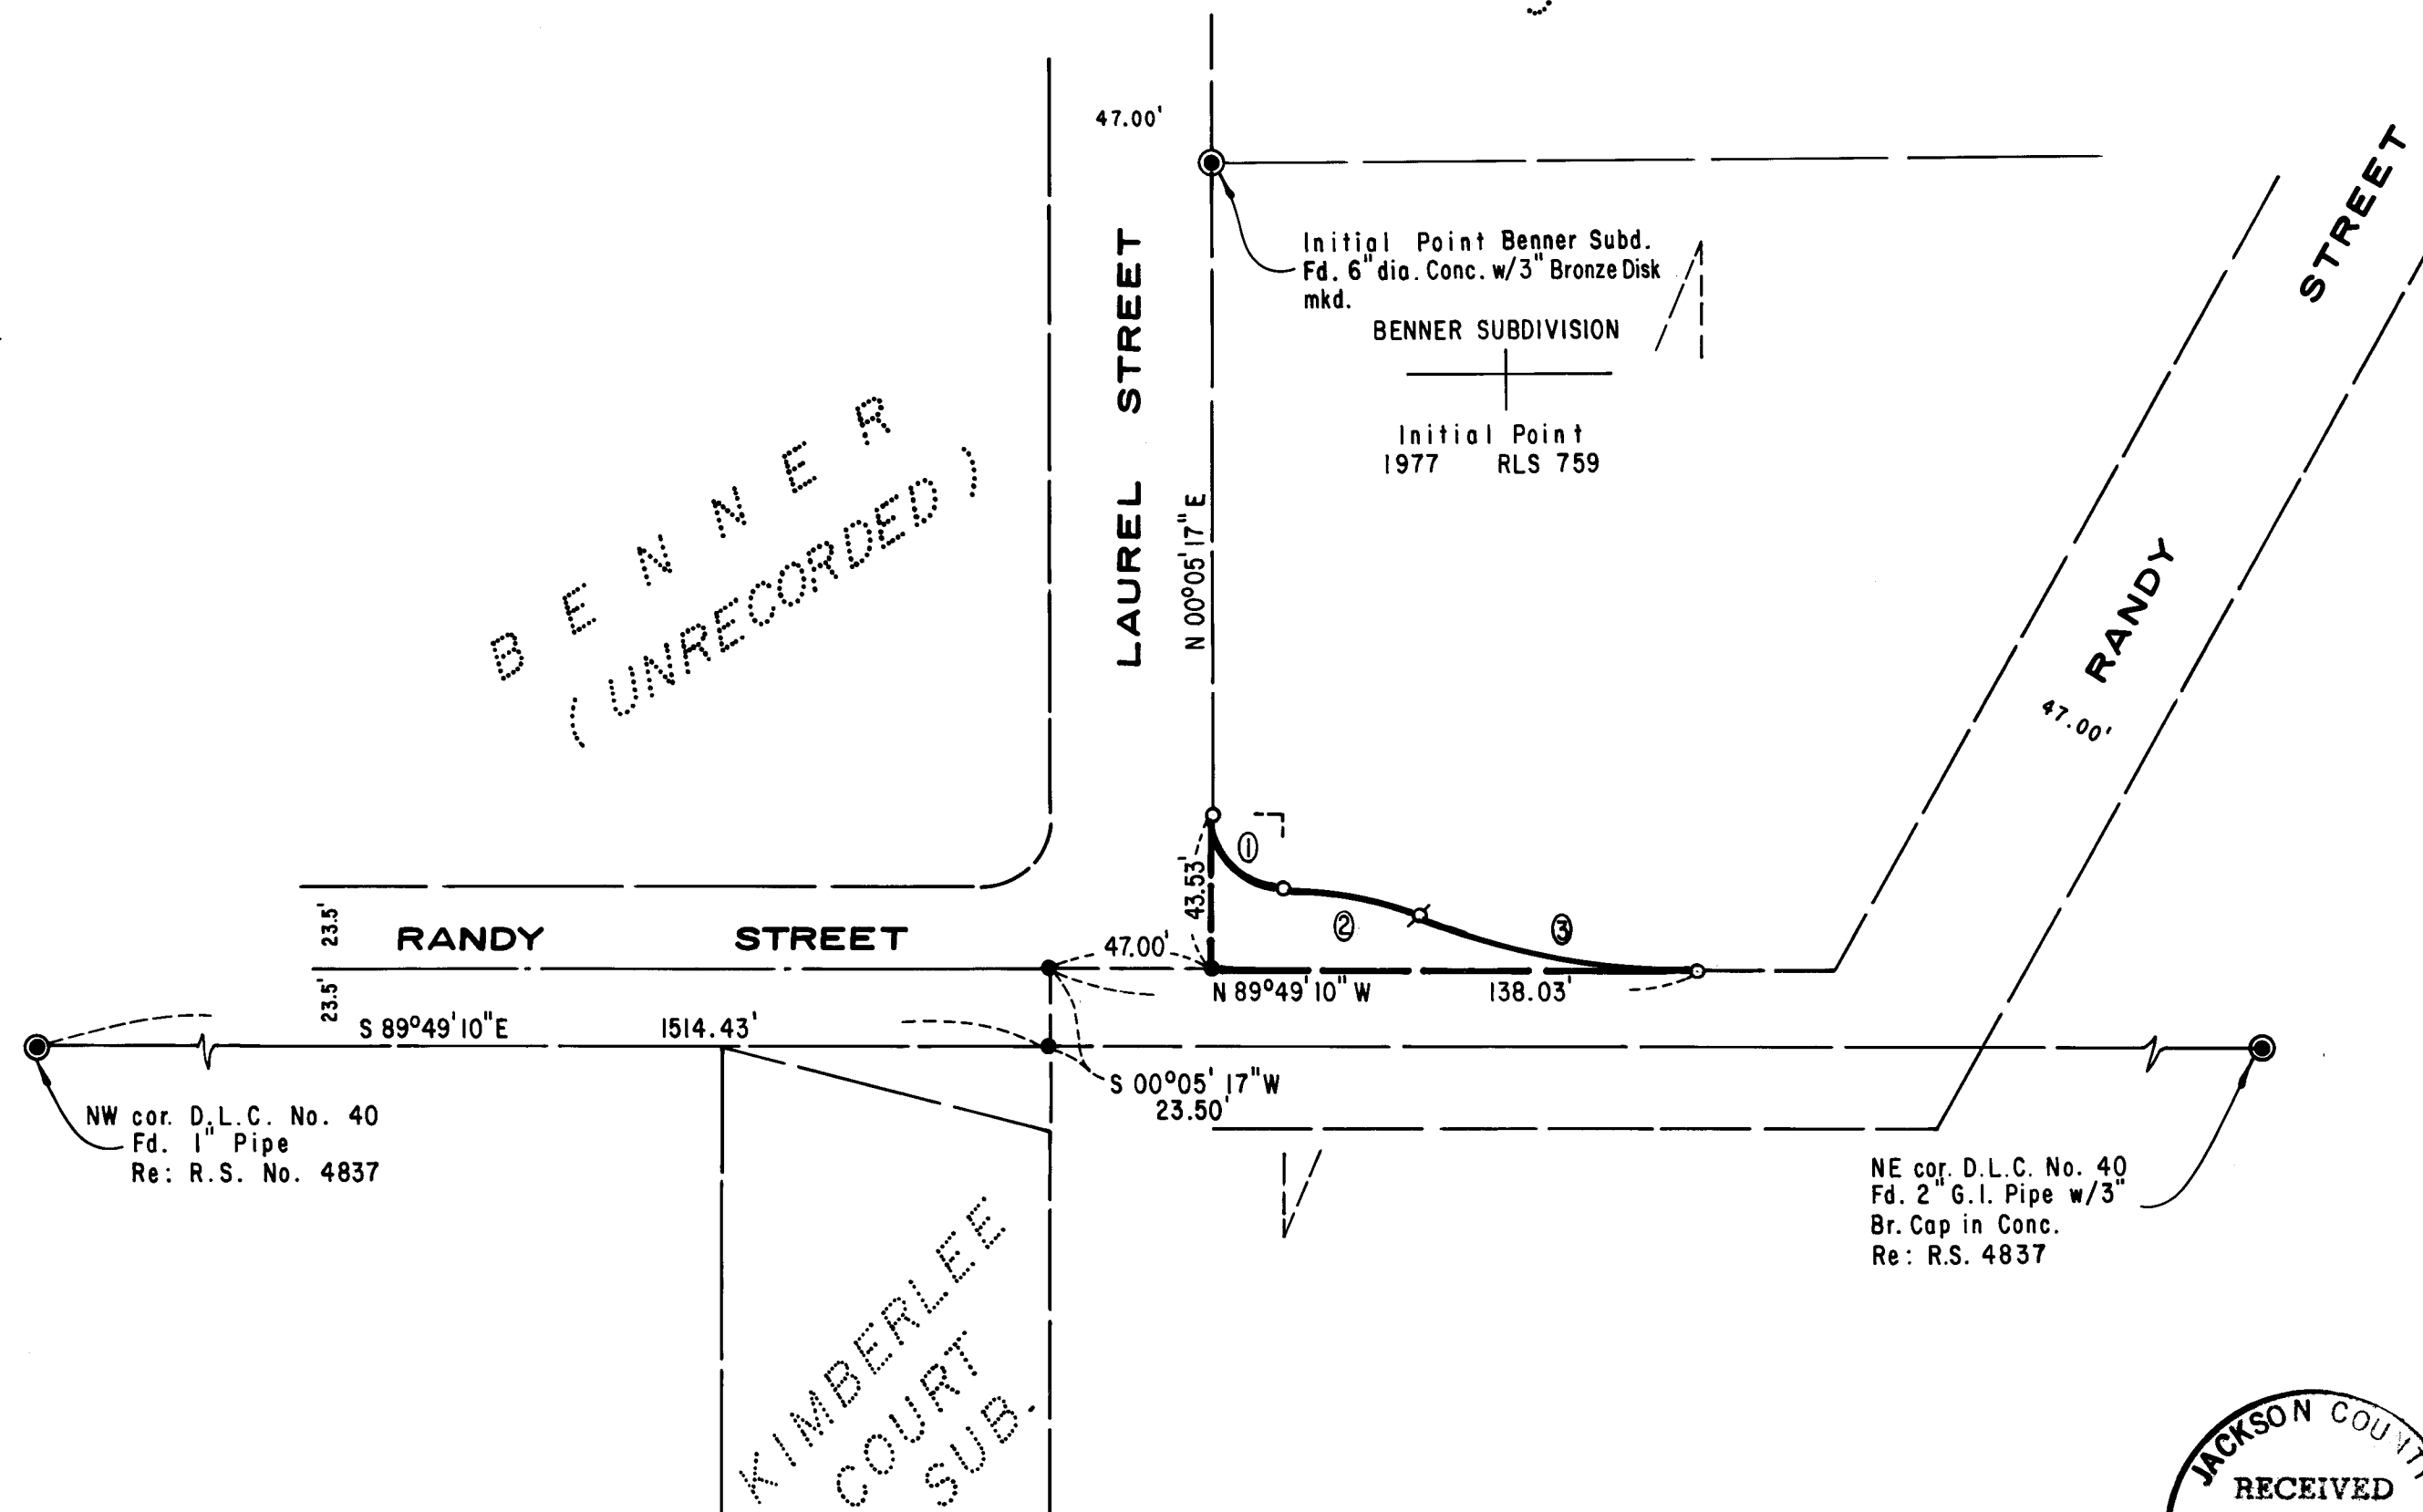 47.00'
STREET
Initial Point Benner Subd.
Fd. 6" dia. Conc. w/3" Bronze Disk
mkd.
BENNER SUBDIVISION
Initial Point
1977 RLS 759
LAUREL STREET
N 00°05'17" E
BENNER
(UNRECORDED)
RANDY
47.00'
①
43.53'
②
③
23.5'
RANDY STREET
47.00'
N 89°49'10" W 138.03'
23.5'
S 89°49'10" E 1514.43'
S 00°05'17" W
23.50'
NW cor. D.L.C. No. 40
Fd. 1" Pipe
Re: R.S. No. 4837
NE cor. D.L.C. No. 40
Fd. 2" G.I. Pipe w/3"
Br. Cap in Conc.
Re: R.S. 4837
KIMBERLEE
COURT
SUB.
JACKSON COUNTY
RECEIVED